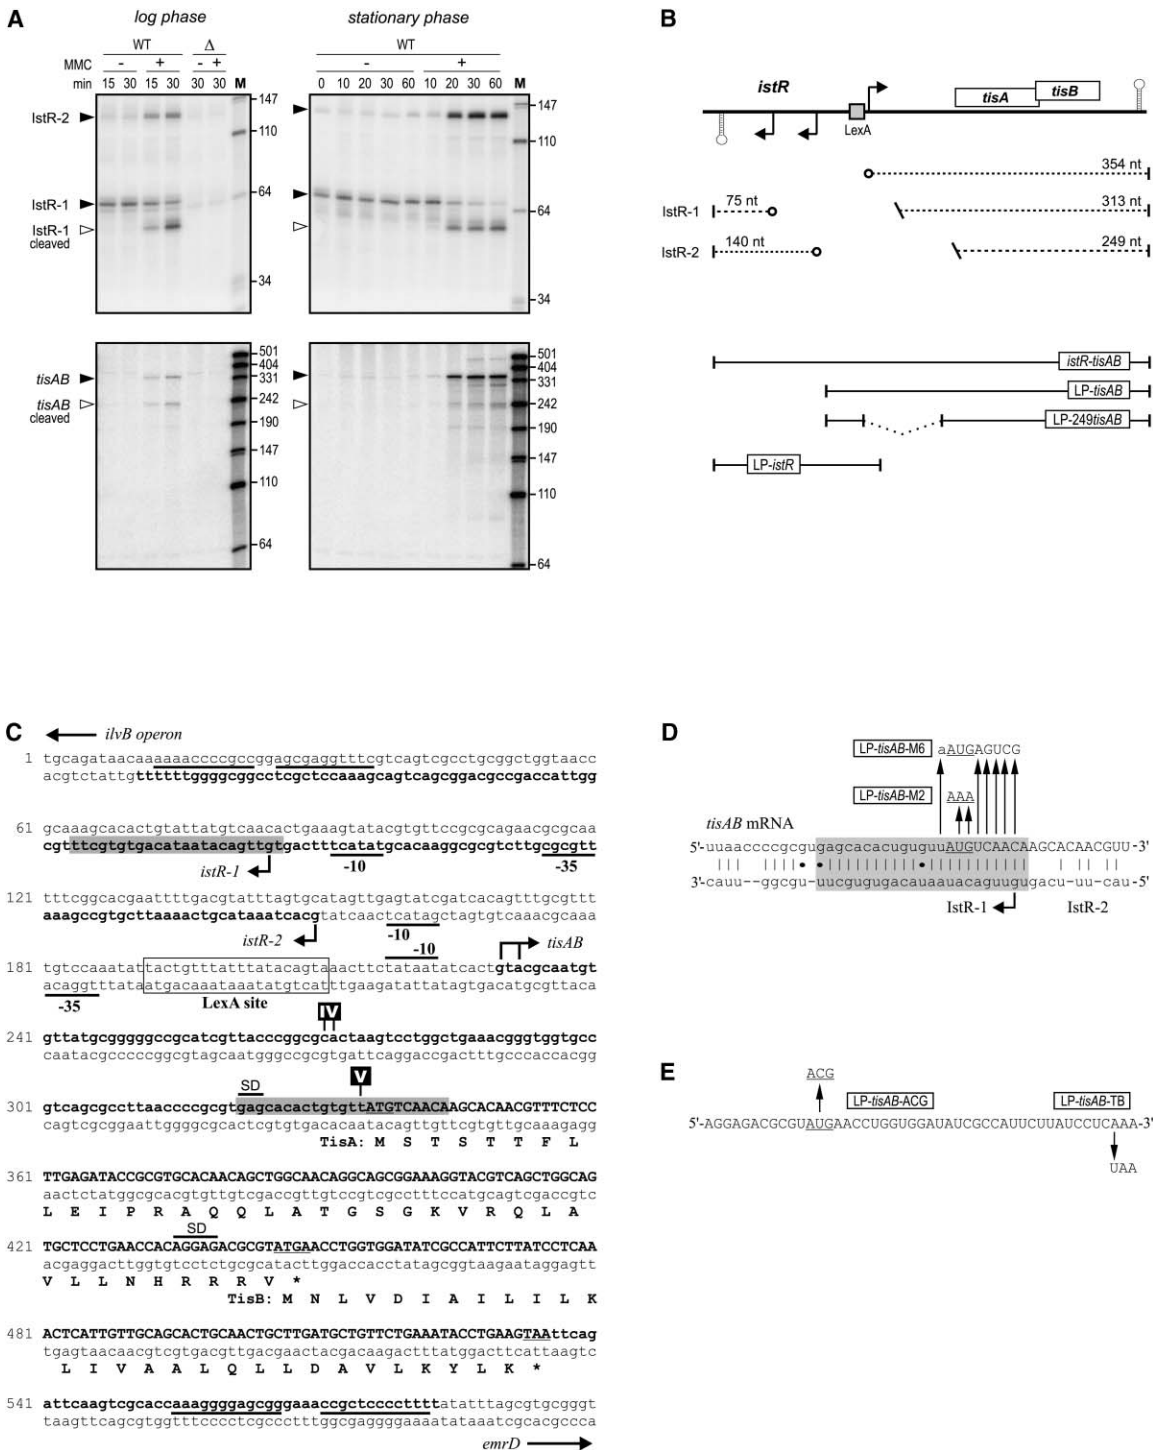 A
log phase
stationary phase
WT
Δ
WT
MMC
-
+
- +
-
+
min
15 30 15 30 30 30 M
0 10 20 30 60 10 20 30 60 M
IstR-2
IstR-1
IstR-1
cleaved
147
110
64
34
147
110
64
34
tisAB
tisAB
cleaved
501
404
331
242
190
147
110
64
501
404
331
242
190
147
110
64
B
istR
LexA
tisA
tisB
354 nt
IstR-1
75 nt
313 nt
IstR-2
140 nt
249 nt
istR-tisAB
LP-tisAB
LP-249tisAB
LP-istR
C
ilvB operon
1 tgcagataacaaaaaaccccgccggagcgaggtttcgtcagtcgcctgcggctggtaacc
acgtctattgttttttggggcggcctcgctccaaagcagtcagcggacgccgaccattgg
61 gcaaagcacactgtattatgtcaacactgaaagtatacgtgttccgcgcagaacgcgcaa
cgtttcgtgtgacataatacagttgtgactttcatatgcacaaggcgcgtcttgcgcgtt
istR-1
-10
-35
121 tttcggcacgaattttgacgtatttagtgcatagttgagtatcgatcacagtttgcgttt
aaagccgtgcttaaaactgcataaatcacgtatcaactcatagctagtgtcaaacgcaaa
istR-2
-10
-10
tisAB
181 tgtccaaatattactgtttatttatacagtaaacttctataatatcactgtacgcaatgt
acaggtttataatgacaaataaatatgtcatttgaagatattatagtgacatgcgttaca
-35
LexA site
IV
241 gttatgcgggggccgcatcgttacccggcgcactaagtcctggctgaaacgggtggtgcc
caatacgcccccggcgtagcaatgggccgcgtgattcaggaccgactttgcccaccacgg
SD
V
301 gtcagcgccttaaccccgcgtgagcacactgtgttATGTCAACAAGCACAACGTTTCTCC
cagtcgcggaattggggcgcactcgtgtgacacaatacagttgttcgtgttgcaaagagg
TisA: M S T S T T F L
361 TTGAGATACCGCGTGCACAACAGCTGGCAACAGGCAGCGGAAAGGTACGTCAGCTGGCAG
aactctatggcgcacgtgttgtcgaccgttgtccgtcgcctttccatgcagtcgaccgtc
L E I P R A Q Q L A T G S G K V R Q L A
SD
421 TGCTCCTGAACCACAGGAGACGCGTATGAACCTGGTGGATATCGCCATTCTTATCCTCAA
acgaggacttggtgtcctctgcgcatacttggaccacctatagcggtaagaataggagtt
V L L N H R R R V *
TisB: M N L V D I A I L I L K
481 ACTCATTGTTGCAGCACTGCAACTGCTTGATGCTGTTCTGAAATACCTGAAGTAAttcag
tgagtaacaacgtcgtgacgttgacgaactacgacaagactttatggacttcattaagtc
L I V A A L Q L L D A V L K Y L K *
541 attcaagtcgcaccaaaggggagcgggaaaccgctccccttttatatttagcgtgcgggt
taagttcagcgtggtttcccctcgccctttggcgaggggaaaatataaatcgcacgccca
emrD
D
LP-tisAB-M6
aAUGAGUCG
LP-tisAB-M2
AAA
tisAB mRNA
5'-uuaaccccgcgugagcacacuguguuAUGUCAACAAGCACAACGUU-3'
3'-cauu--ggcgu-uucgugugacauaauacaguugugacu-uu-cau-5'
IstR-1
IstR-2
E
ACG
LP-tisAB-ACG
LP-tisAB-TB
5'-AGGAGACGCGUAUGAACCUGGUGGAUAUCGCCAUUCUUAUCCUCAAA-3'
UAA